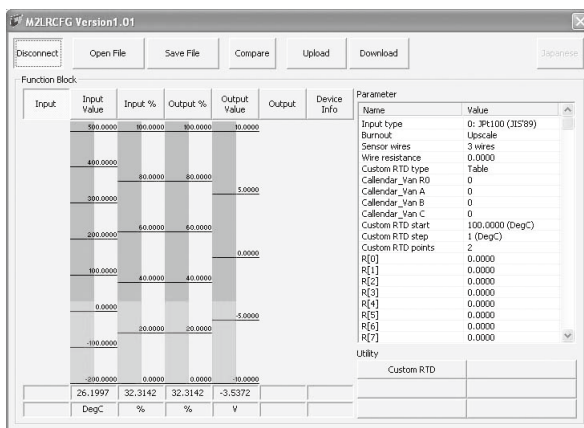 M2LRCFG Version1.01
Disconnect Open File Save File Compare Upload Download Japanese
Function Block
Input Input Value Input % Output % Output Value Output Device Info
500.0000 100.0000 100.0000 10.0000
400.0000
80.0000 80.0000
5.0000
300.0000
60.0000 60.0000
200.0000
0.0000
100.0000
40.0000 40.0000
0.0000
-5.0000
20.0000 20.0000
-100.0000
-200.0000 0.0000 0.0000 -10.0000
26.1997 32.3142 32.3142 -3.5372
DegC % % V
Parameter
Name Value
Input type 0: JPt100 (JIS'89)
Burnout Upscale
Sensor wires 3 wires
Wire resistance 0.0000
Custom RTD type Table
Callendar_Van R0 0
Callendar_Van A 0
Callendar_Van B 0
Callendar_Van C 0
Custom RTD start 100.0000 (DegC)
Custom RTD step 1 (DegC)
Custom RTD points 2
R[0] 0.0000
R[1] 0.0000
R[2] 0.0000
R[3] 0.0000
R[4] 0.0000
R[5] 0.0000
R[6] 0.0000
R[7] 0.0000
Utility
Custom RTD